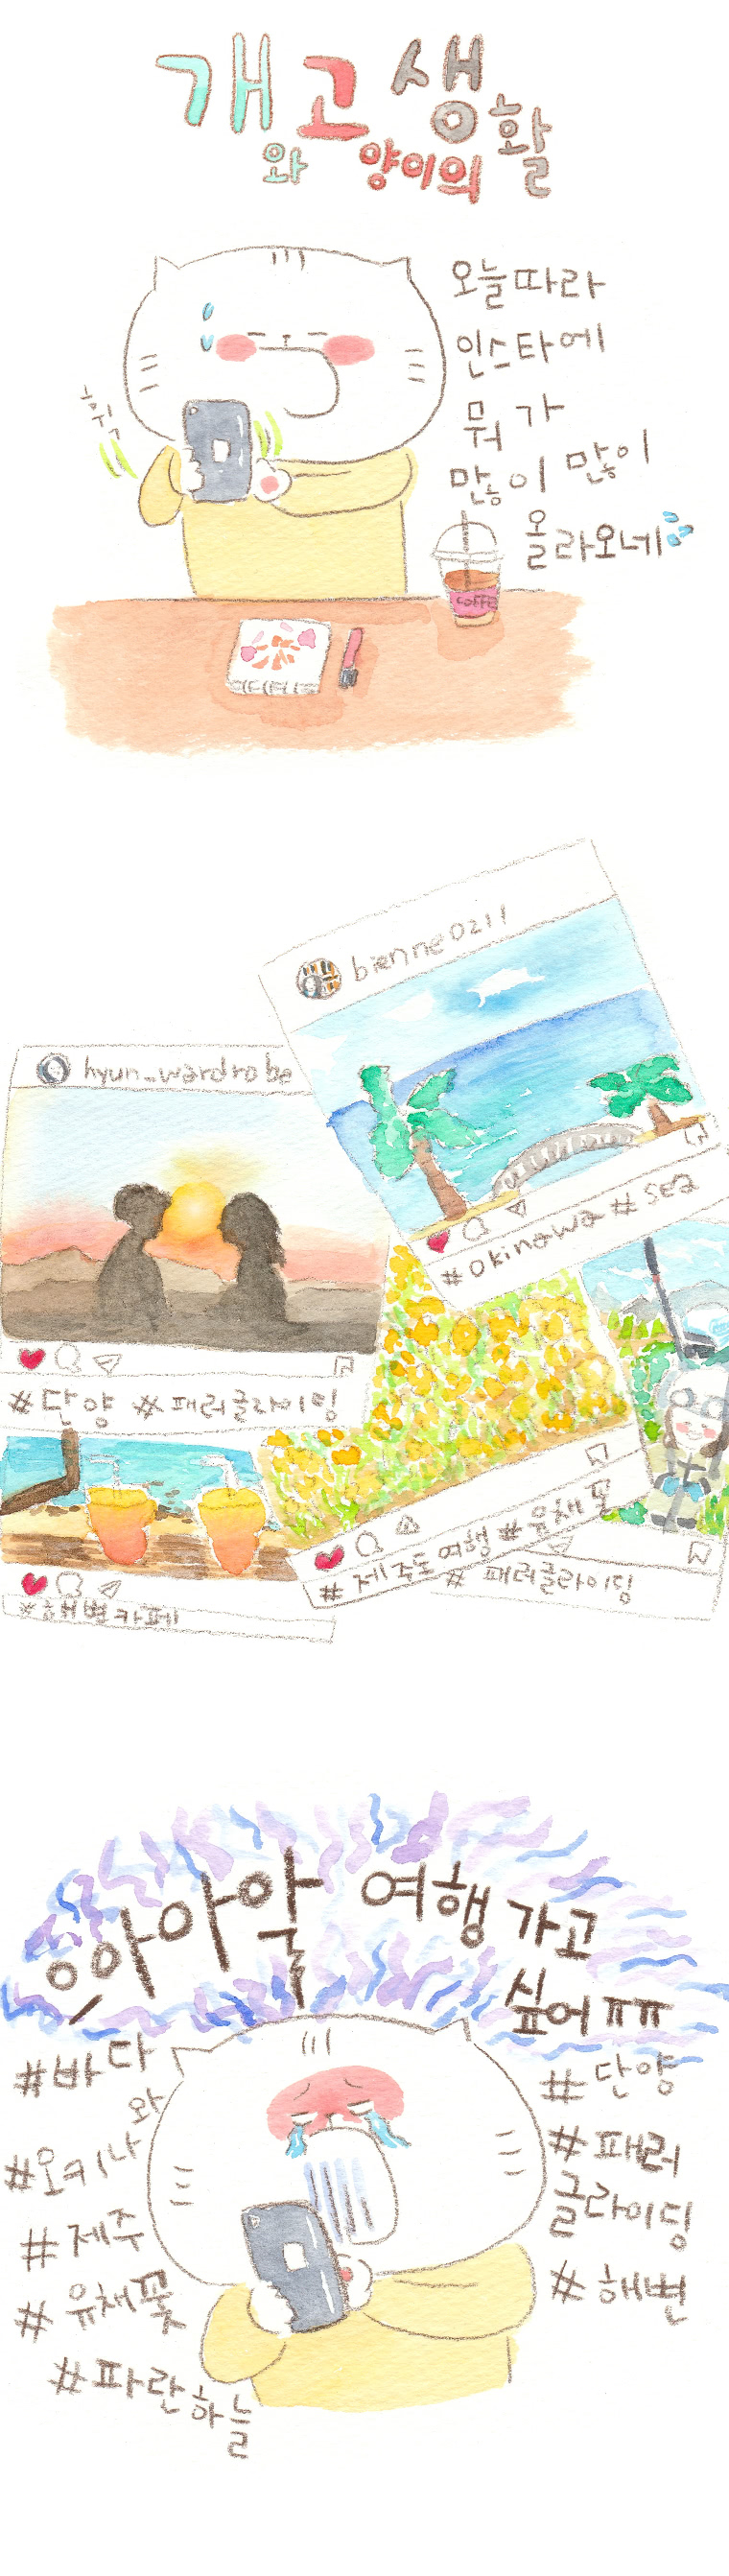 개고생활
와 양이의
오늘따라
인스타에
뭐가
많이 많이
올라오네
휘휙
COFFEE
bienne0211
#okinawa #sea
hyun_wardrobe
#단양 #패러글라이딩
#제주도 여행 #유채꽃
#패러글라이딩
#해변카페
으아아악 여행 가고
싶어 ㅠㅠ
#바다
#오키나와
#제주
#유채꽃
#파란하늘
#단양
#패러
글라이딩
#해변